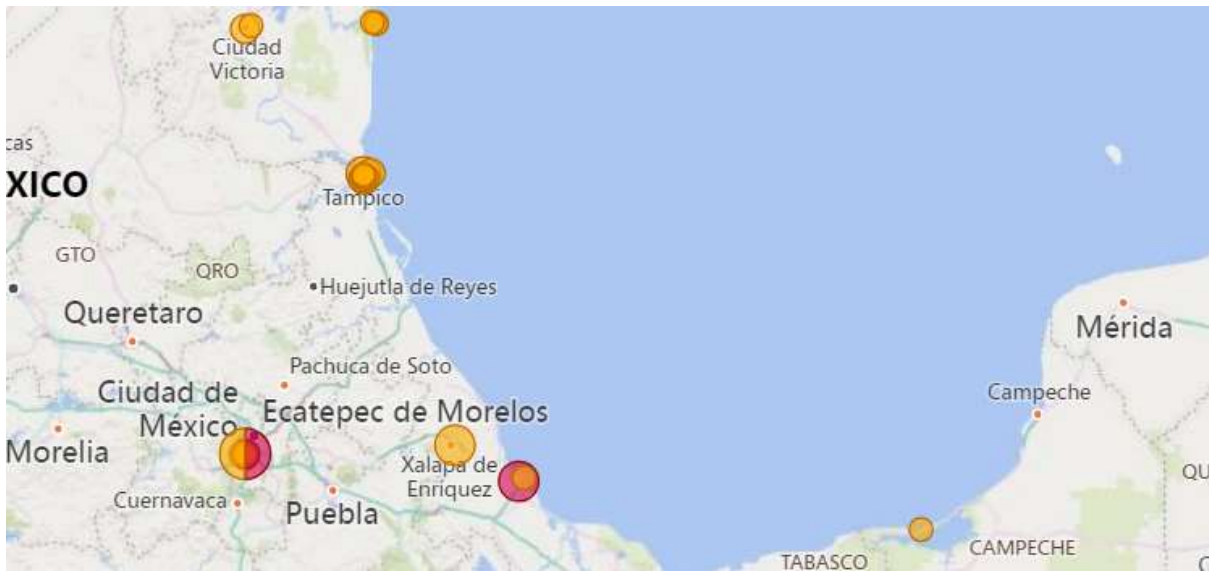 Ciudad
Victoria
cas
XICO
Tampico
GTO
QRO
Huejutla de Reyes
Queretaro
Mérida
Pachuca de Soto
Ciudad de
México
Ecatepec de Morelos
Campeche
Morelia
Xalapa de
Enriquez
QU
Cuernavaca
Puebla
TABASCO
CAMPECHE